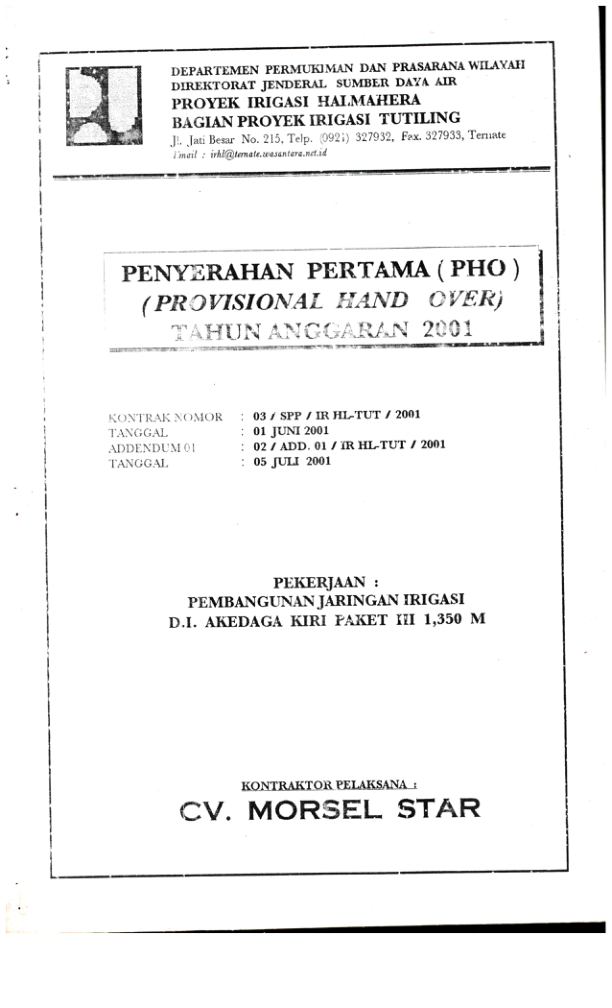 DEPARTEMEN PERMUKIMAN DAN PRASARANA WILAYAH
DIREKTORAT JENDERAL SUMBER DAYA AIR
PROYEK IRIGASI HALMAHERA
BAGIAN PROYEK IRIGASI TUTILING
Jl. Jati Besar No. 215, Telp. (0921) 327932, Fax. 327933, Ternate
Email : irhl@ternate.wasantara.net.id
PENYERAHAN PERTAMA ( PHO )
( PROVISIONAL HAND OVER)
TAHUN ANGGARAN 2001
KONTRAK NOMOR : 03 / SPP / IR HL-TUT / 2001
TANGGAL : 01 JUNI 2001
ADDENDUM 01 : 02 / ADD. 01 / IR HL-TUT / 2001
TANGGAL : 05 JULI 2001
PEKERJAAN :
PEMBANGUNAN JARINGAN IRIGASI
D.I. AKEDAGA KIRI PAKET III 1,350 M
KONTRAKTOR PELAKSANA :
CV. MORSEL STAR